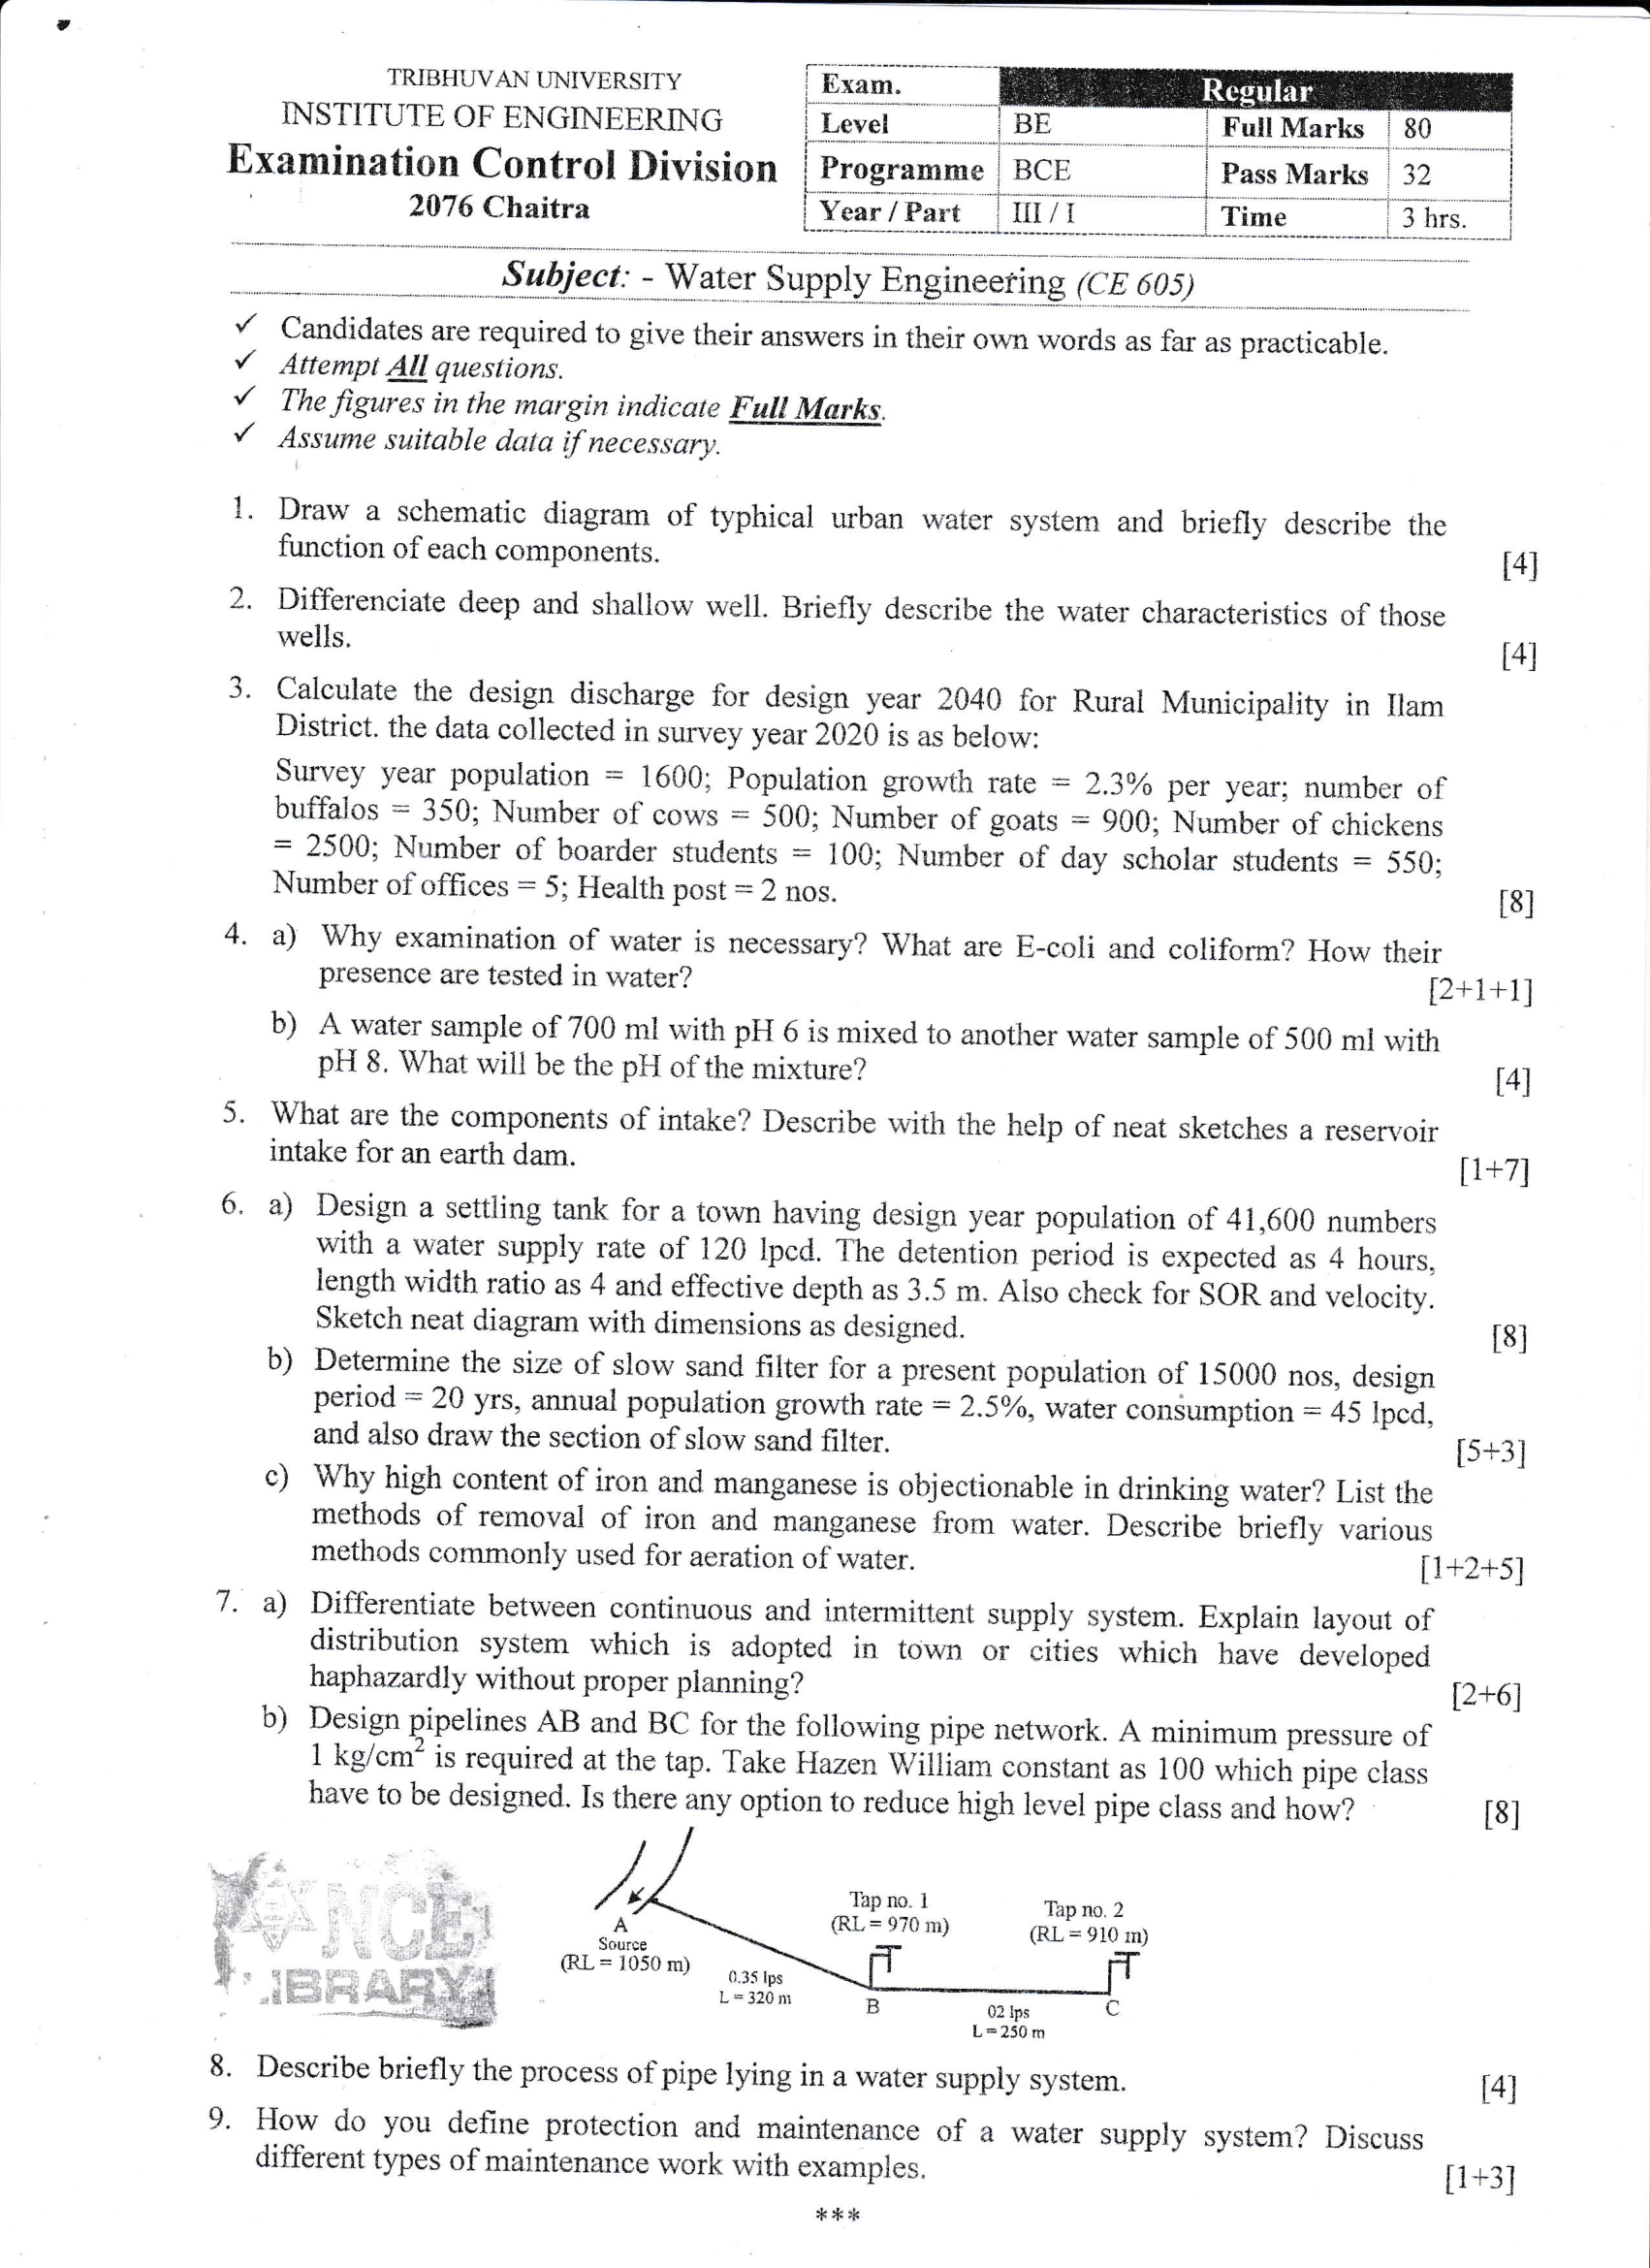 TRIBHUVAN UNIVERSITY
INSTITUTE OF ENGINEERING
Examination Control Division
2076 Chaitra
Exam. Regular
Level BE Full Marks 80
Programme BCE Pass Marks 32
Year / Part III / I Time 3 hrs.
Subject: - Water Supply Engineering (CE 605)
✓ Candidates are required to give their answers in their own words as far as practicable.
✓ Attempt All questions.
✓ The figures in the margin indicate Full Marks.
✓ Assume suitable data if necessary.
1. Draw a schematic diagram of typhical urban water system and briefly describe the
function of each components. [4]
2. Differenciate deep and shallow well. Briefly describe the water characteristics of those
wells. [4]
3. Calculate the design discharge for design year 2040 for Rural Municipality in Ilam
District. the data collected in survey year 2020 is as below:
Survey year population = 1600; Population growth rate = 2.3% per year; number of
buffalos = 350; Number of cows = 500; Number of goats = 900; Number of chickens
= 2500; Number of boarder students = 100; Number of day scholar students = 550;
Number of offices = 5; Health post = 2 nos. [8]
4. a) Why examination of water is necessary? What are E-coli and coliform? How their
presence are tested in water? [2+1+1]
b) A water sample of 700 ml with pH 6 is mixed to another water sample of 500 ml with
pH 8. What will be the pH of the mixture? [4]
5. What are the components of intake? Describe with the help of neat sketches a reservoir
intake for an earth dam. [1+7]
6. a) Design a settling tank for a town having design year population of 41,600 numbers
with a water supply rate of 120 lpcd. The detention period is expected as 4 hours,
length width ratio as 4 and effective depth as 3.5 m. Also check for SOR and velocity.
Sketch neat diagram with dimensions as designed. [8]
b) Determine the size of slow sand filter for a present population of 15000 nos, design
period = 20 yrs, annual population growth rate = 2.5%, water consumption = 45 lpcd,
and also draw the section of slow sand filter. [5+3]
c) Why high content of iron and manganese is objectionable in drinking water? List the
methods of removal of iron and manganese from water. Describe briefly various
methods commonly used for aeration of water. [1+2+5]
7. a) Differentiate between continuous and intermittent supply system. Explain layout of
distribution system which is adopted in town or cities which have developed
haphazardly without proper planning? [2+6]
b) Design pipelines AB and BC for the following pipe network. A minimum pressure of
1 kg/cm² is required at the tap. Take Hazen William constant as 100 which pipe class
have to be designed. Is there any option to reduce high level pipe class and how? [8]
NCE
LIBRARY
A
Source
(RL = 1050 m)
0.35 lps
L = 320 m
Tap no. 1
(RL = 970 m)
B
02 lps
L = 250 m
Tap no. 2
(RL = 910 m)
C
8. Describe briefly the process of pipe lying in a water supply system. [4]
9. How do you define protection and maintenance of a water supply system? Discuss
different types of maintenance work with examples. [1+3]
***